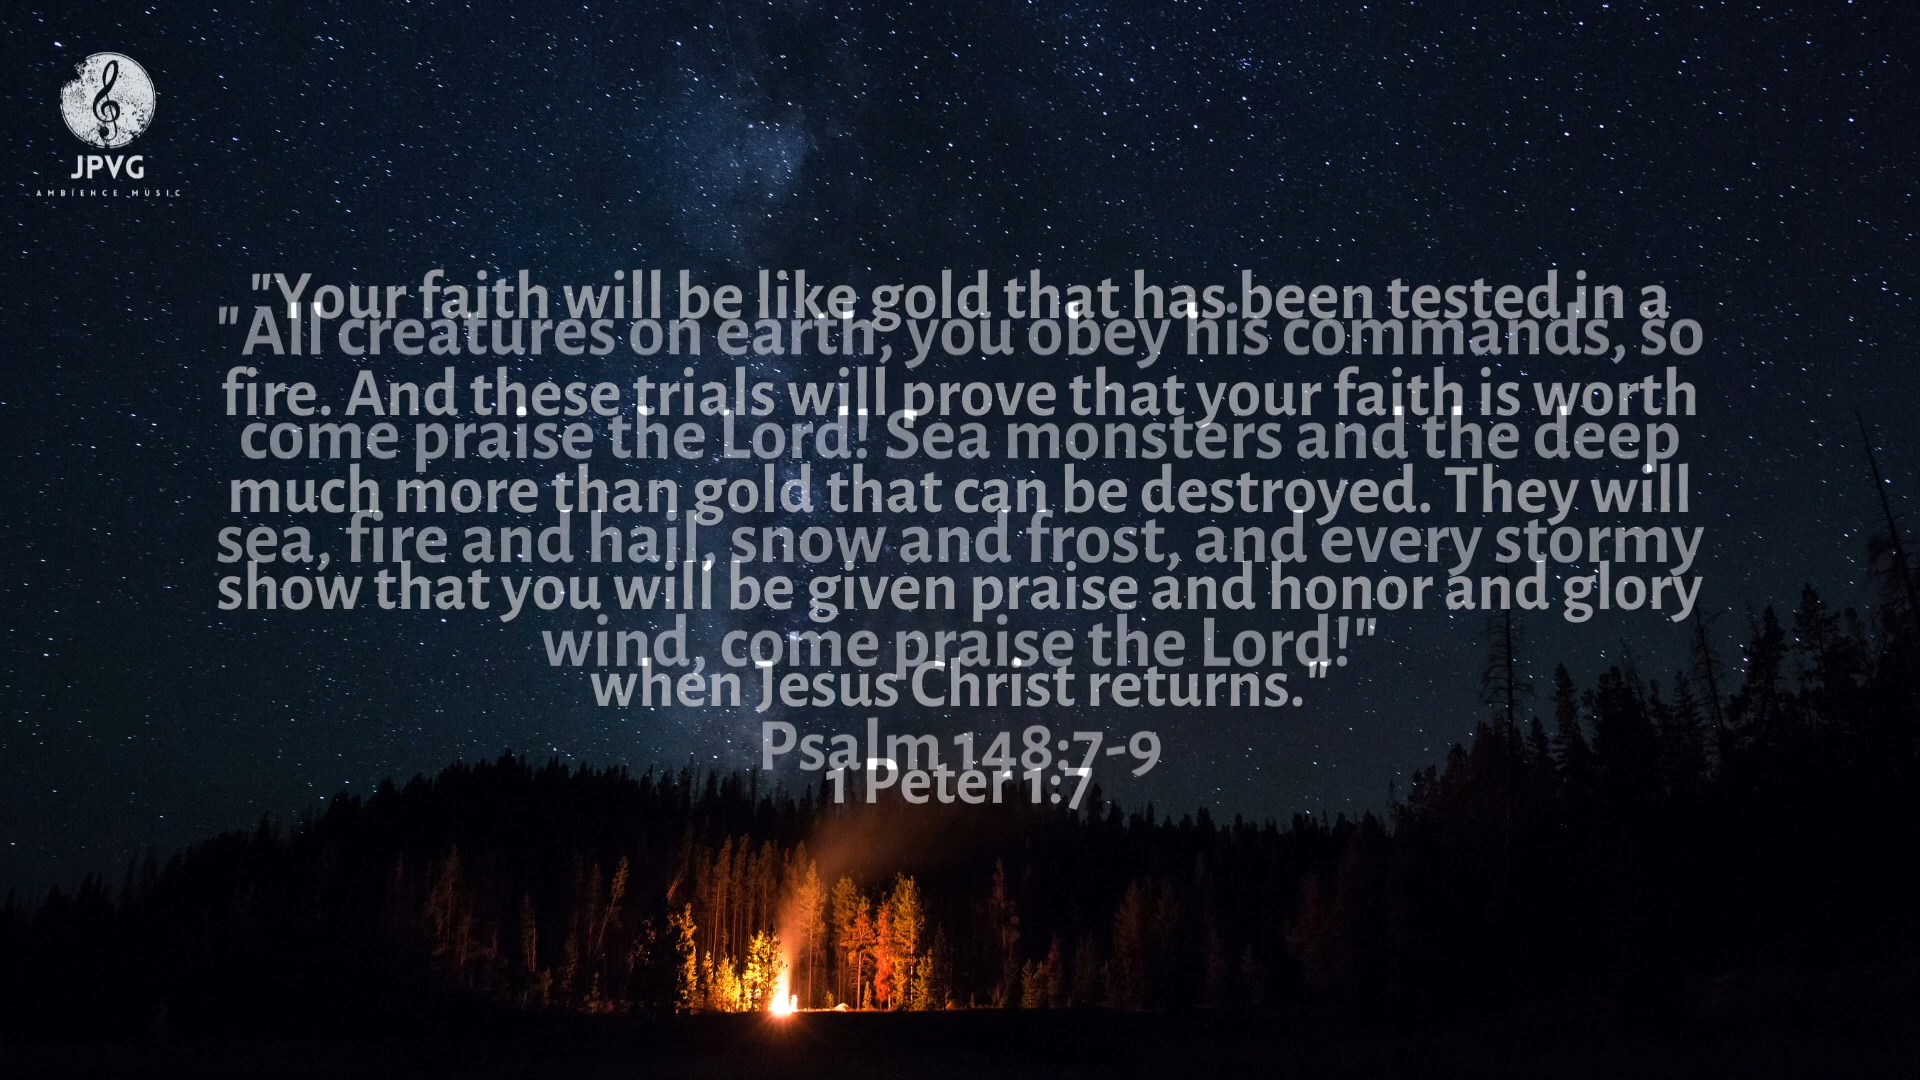 JPVG
AMBIENCE MUSIC
"Your faith will be like gold that has been tested in a
fire. And these trials will prove that your faith is worth
much more than gold that can be destroyed. They will
show that you will be given praise and honor and glory
when Jesus Christ returns."
1 Peter 1:7
"All creatures on earth, you obey his commands, so
come praise the Lord! Sea monsters and the deep
sea, fire and hail, snow and frost, and every stormy
wind, come praise the Lord!"
Psalm 148:7-9